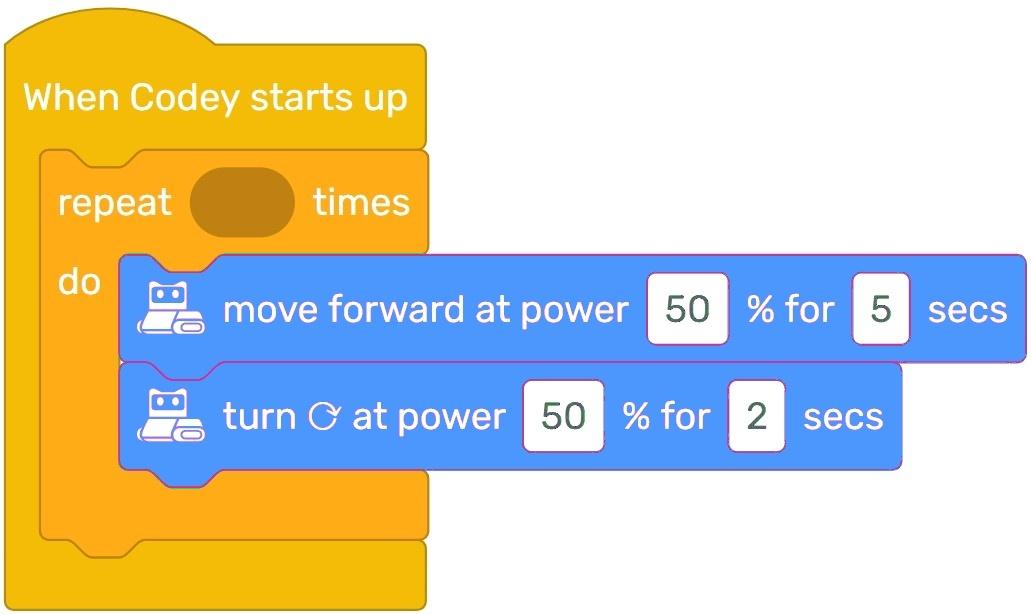 When Codey starts up
repeat times
do
move forward at power 50 % for 5 secs
turn ⟳ at power 50 % for 2 secs